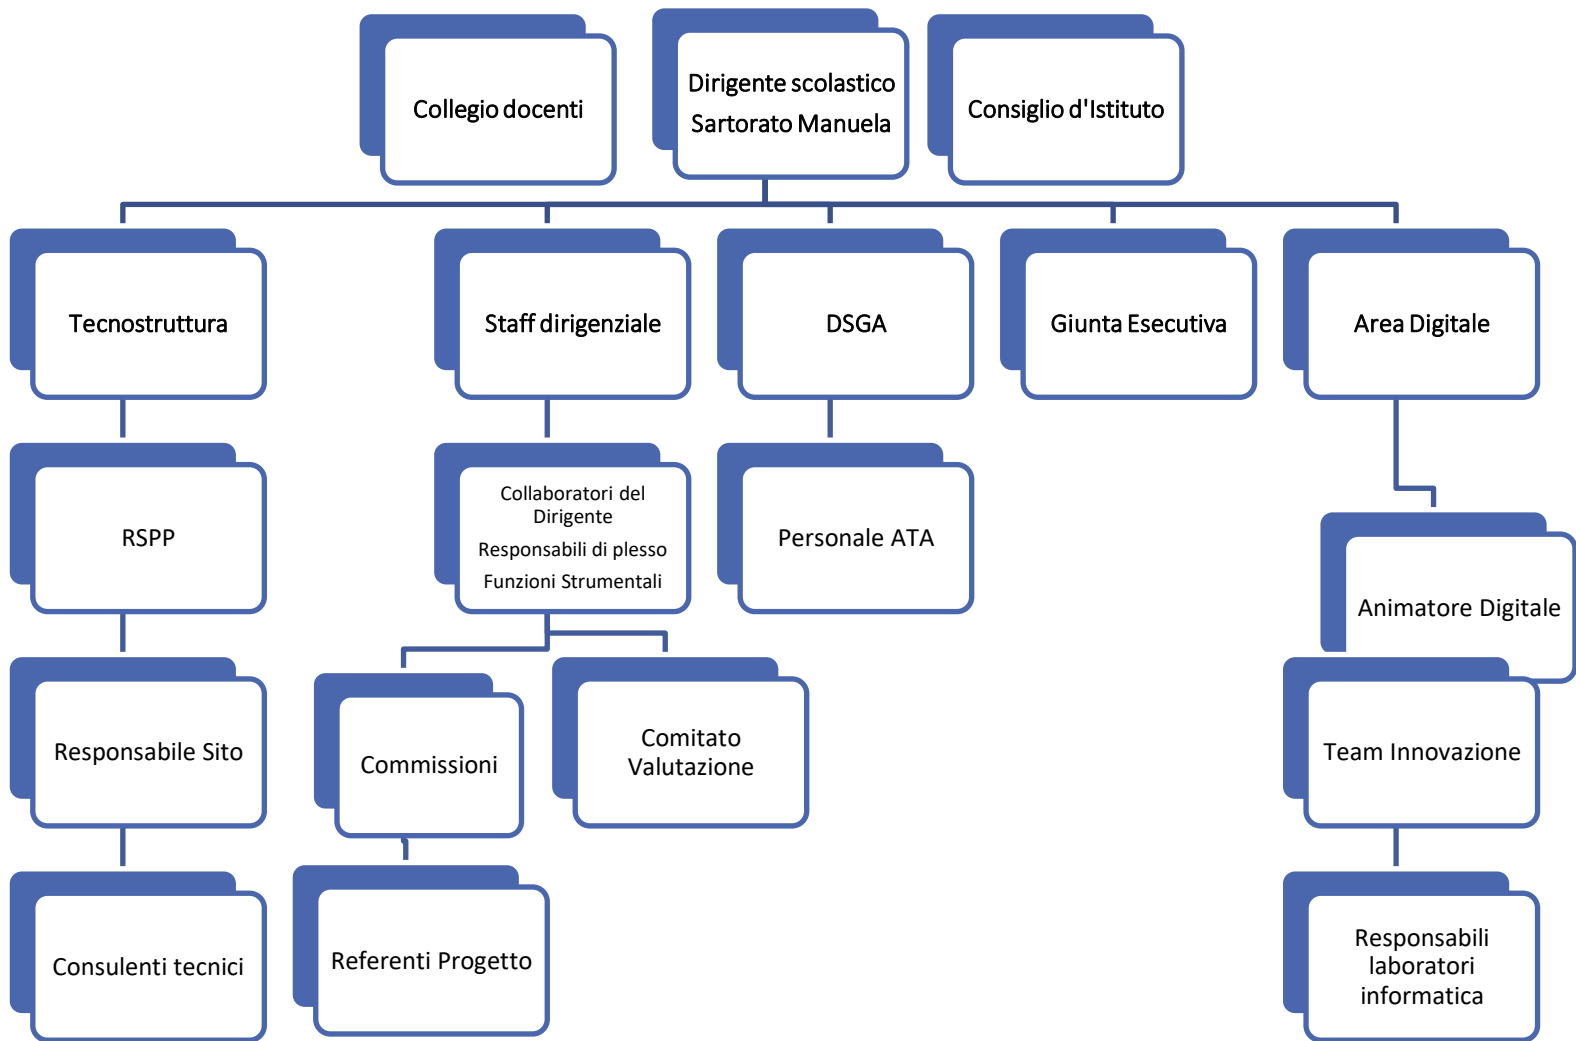 Collegio docenti
Dirigente scolastico
Sartorato Manuela
Consiglio d'Istituto
Tecnostruttura
Staff dirigenziale
DSGA
Giunta Esecutiva
Area Digitale
RSPP
Collaboratori del
Dirigente
Responsabili di plesso
Funzioni Strumentali
Personale ATA
Animatore Digitale
Responsabile Sito
Commissioni
Comitato
Valutazione
Team Innovazione
Consulenti tecnici
Referenti Progetto
Responsabili
laboratori
informatica